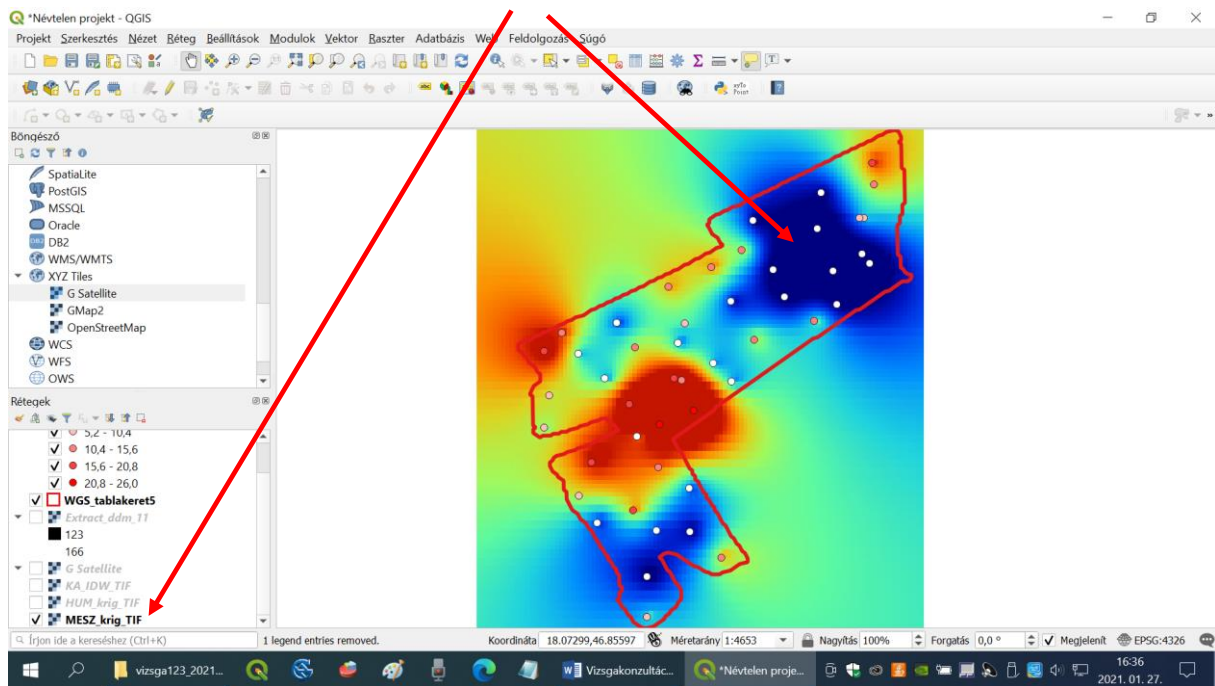 *Névtelen projekt - QGIS
Projekt Szerkesztés Nézet Réteg Beállítások Modulok Vektor Raszter Adatbázis Web Feldolgozás Súgó
Böngésző
SpatiaLite
PostGIS
MSSQL
Oracle
DB2
WMS/WMTS
XYZ Tiles
G Satellite
GMap2
OpenStreetMap
WCS
WFS
OWS
Rétegek
5,2 - 10,4
10,4 - 15,6
15,6 - 20,8
20,8 - 26,0
WGS_tablakeret5
Extract_ddm_11
123
166
G Satellite
KA_IDW_TIF
HUM_krig_TIF
MESZ_krig_TIF
Írjon ide a kereséshez (Ctrl+K) 1 legend entries removed. Koordináta 18.07299,46.85597 Méretarány 1:4653 Nagyítás 100% Forgatás 0,0 ° Megjelenít EPSG:4326
vizsga123_2021... Vizsgakonzultác... *Névtelen proje... 16:36
2021. 01. 27.